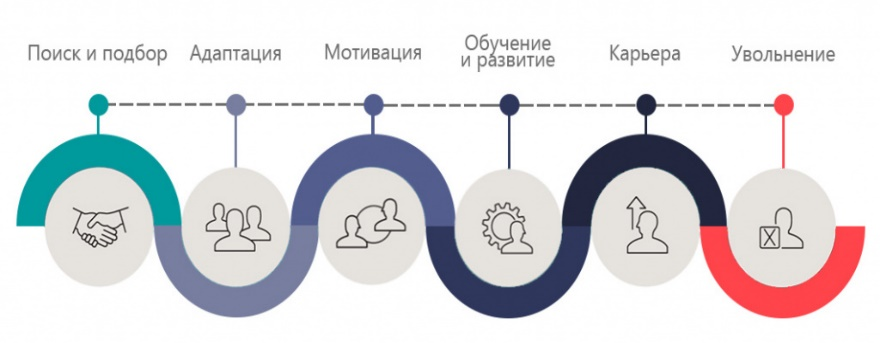 Поиск и подбор
Адаптация
Мотивация
Обучение
и развитие
Карьера
Увольнение
X